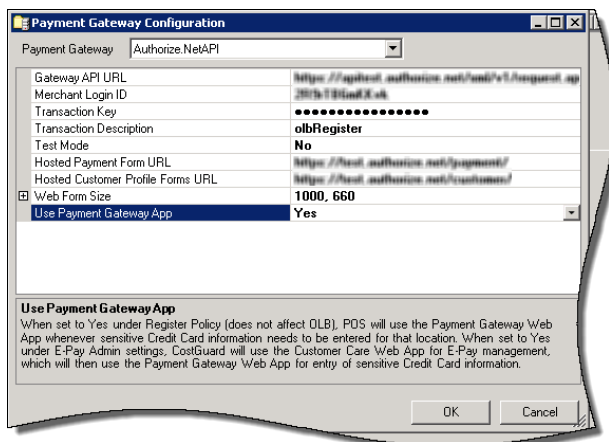 Payment Gateway Configuration
Payment Gateway Authorize.NetAPI
Gateway API URL
Merchant Login ID
Transaction Key ●●●●●●●●●●●●●●●●
Transaction Description olbRegister
Test Mode No
Hosted Payment Form URL
Hosted Customer Profile Forms URL
Web Form Size 1000, 660
Use Payment Gateway App Yes
Use Payment Gateway App
When set to Yes under Register Policy (does not affect OLB), POS will use the Payment Gateway Web
App whenever sensitive Credit Card information needs to be entered for that location. When set to Yes
under E-Pay Admin settings, CostGuard will use the Customer Care Web App for E-Pay management,
which will then use the Payment Gateway Web App for entry of sensitive Credit Card information.
OK Cancel